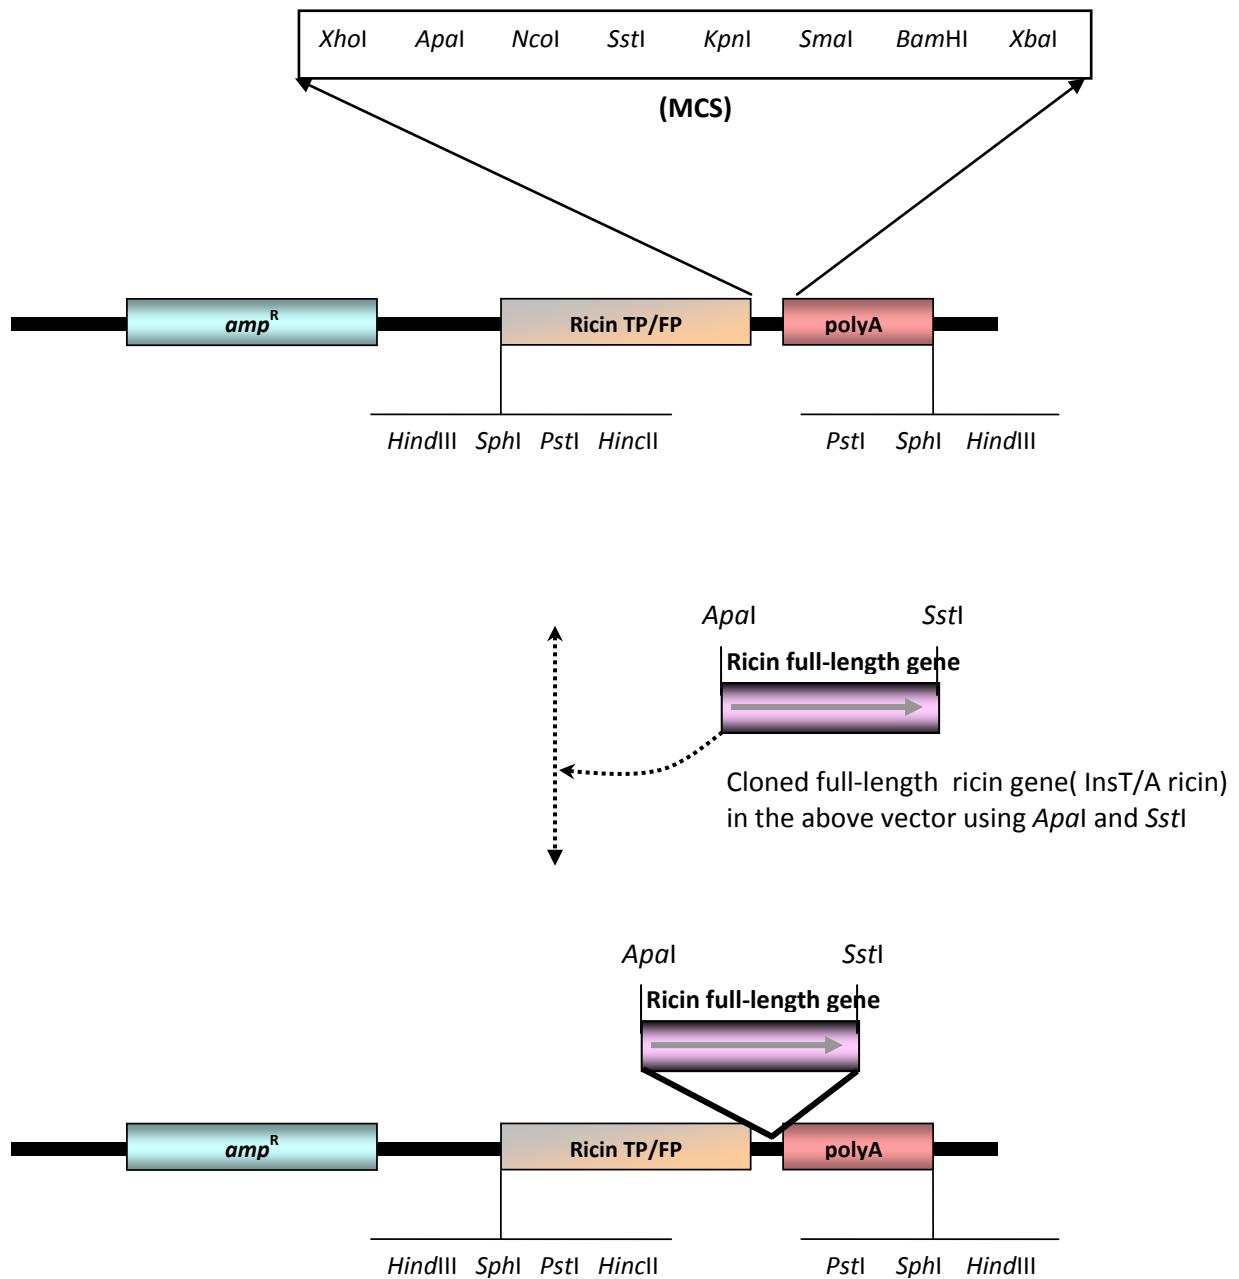 XhoI ApaI NcoI SstI KpnI SmaI BamHI XbaI
(MCS)
amp^R Ricin TP/FP polyA
HindIII SphI PstI HincII PstI SphI HindIII
ApaI SstI
Ricin full-length gene
Cloned full-length ricin gene( InsT/A ricin)
in the above vector using ApaI and SstI
ApaI SstI
Ricin full-length gene
amp^R Ricin TP/FP polyA
HindIII SphI PstI HincII PstI SphI HindIII